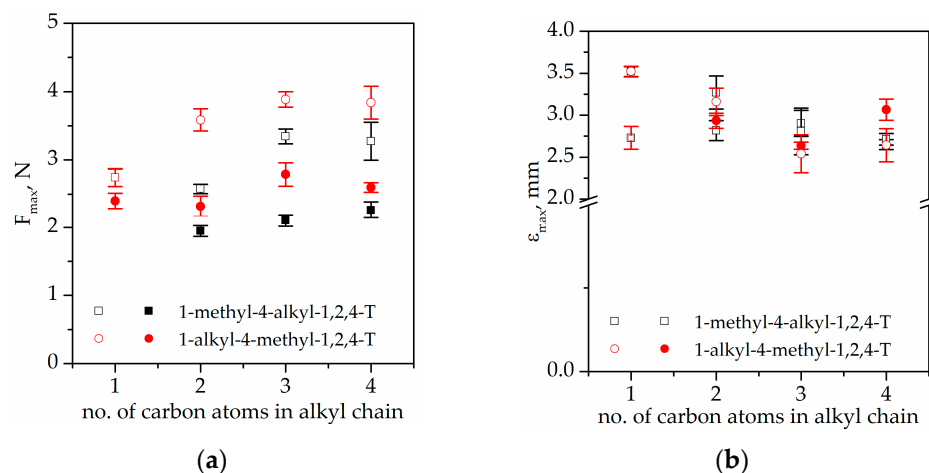 5
4
3
2
1
0
F_max, N
1-methyl-4-alkyl-1,2,4-T
1-alkyl-4-methyl-1,2,4-T
1 2 3 4
no. of carbon atoms in alkyl chain
(a)
4.0
3.5
3.0
2.5
2.0
0.0
ε_max, mm
1-methyl-4-alkyl-1,2,4-T
1-alkyl-4-methyl-1,2,4-T
1 2 3 4
no. of carbon atoms in alkyl chain
(b)